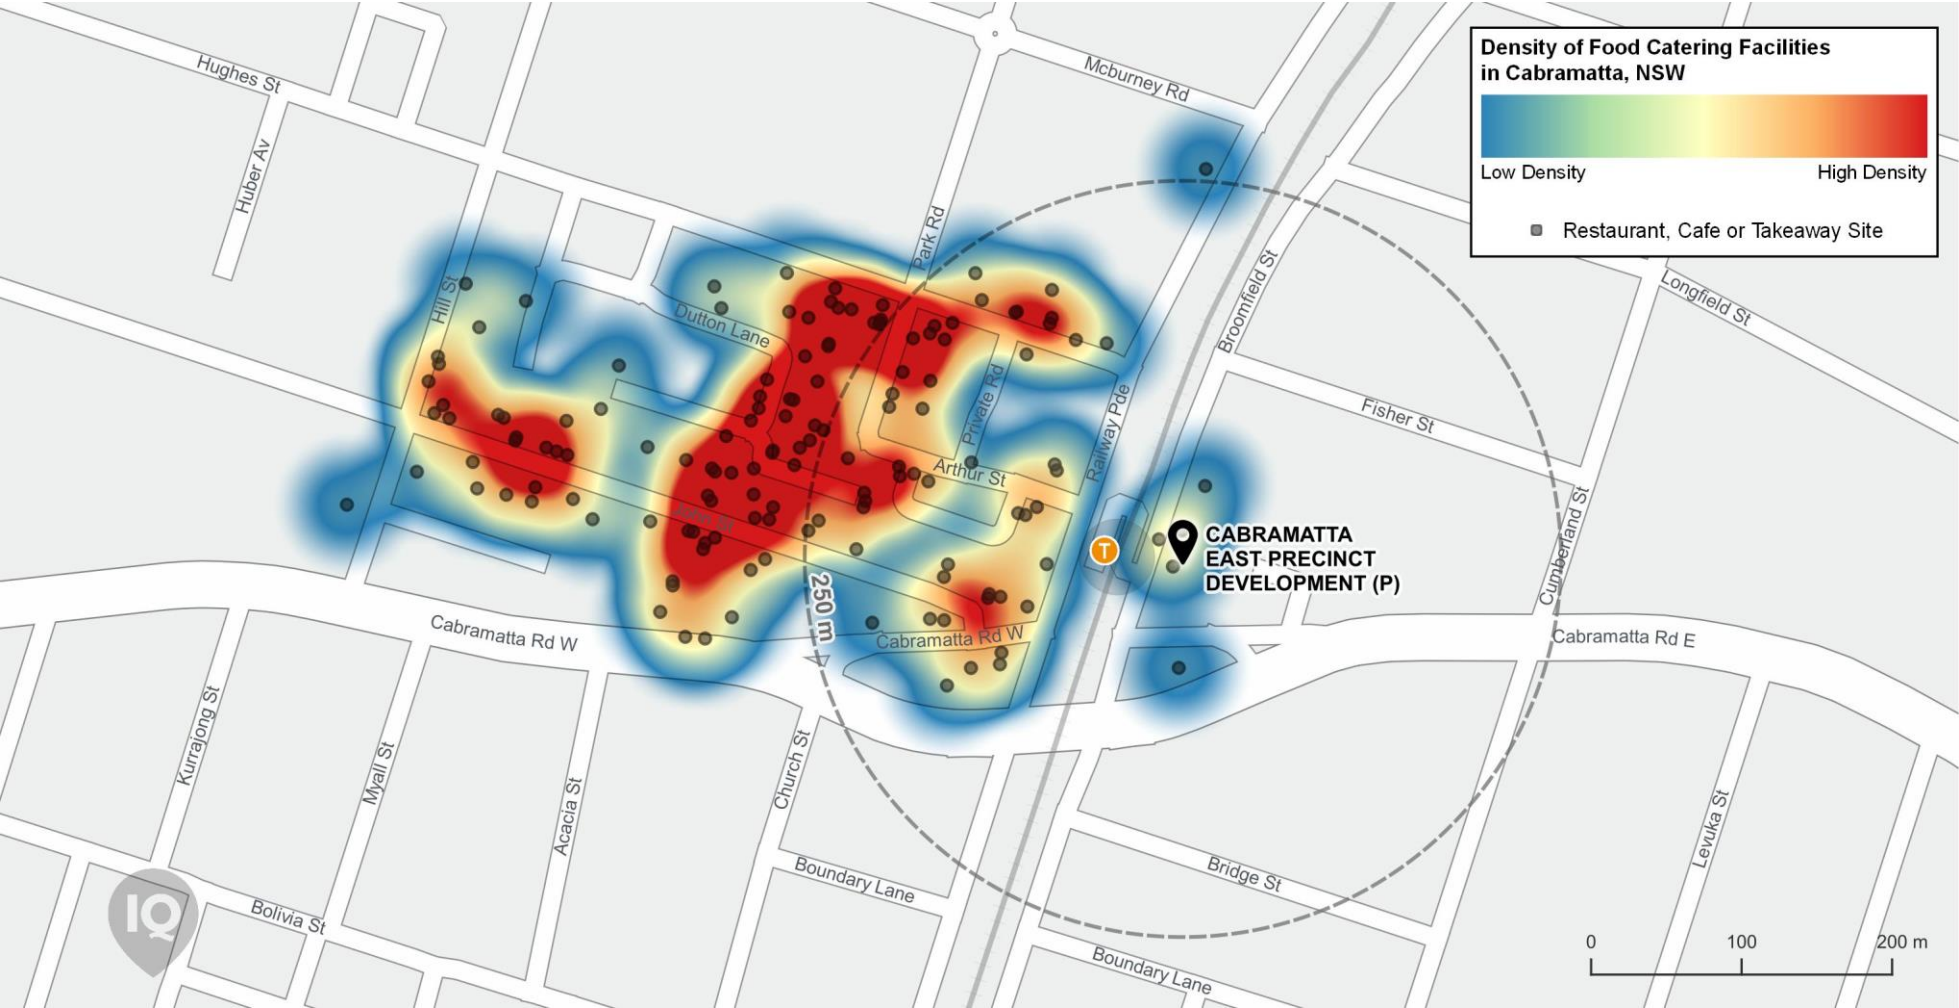 Density of Food Catering Facilities
in Cabramatta, NSW
Low Density
High Density
Restaurant, Cafe or Takeaway Site
Hughes St
Huber Av
Mcburney Rd
Park Rd
Hill St
Dutton Lane
Broomfield St
Longfield St
Private Rd
Railway Pde
Fisher St
Arthur St
John St
T
CABRAMATTA
EAST PRECINCT
DEVELOPMENT (P)
Cumberland St
250 m
Cabramatta Rd W
Cabramatta Rd W
Cabramatta Rd E
Kurrajong St
Myall St
Acacia St
Church St
Levuka St
Boundary Lane
Bridge St
IQ
Bolivia St
Boundary Lane
0
100
200 m